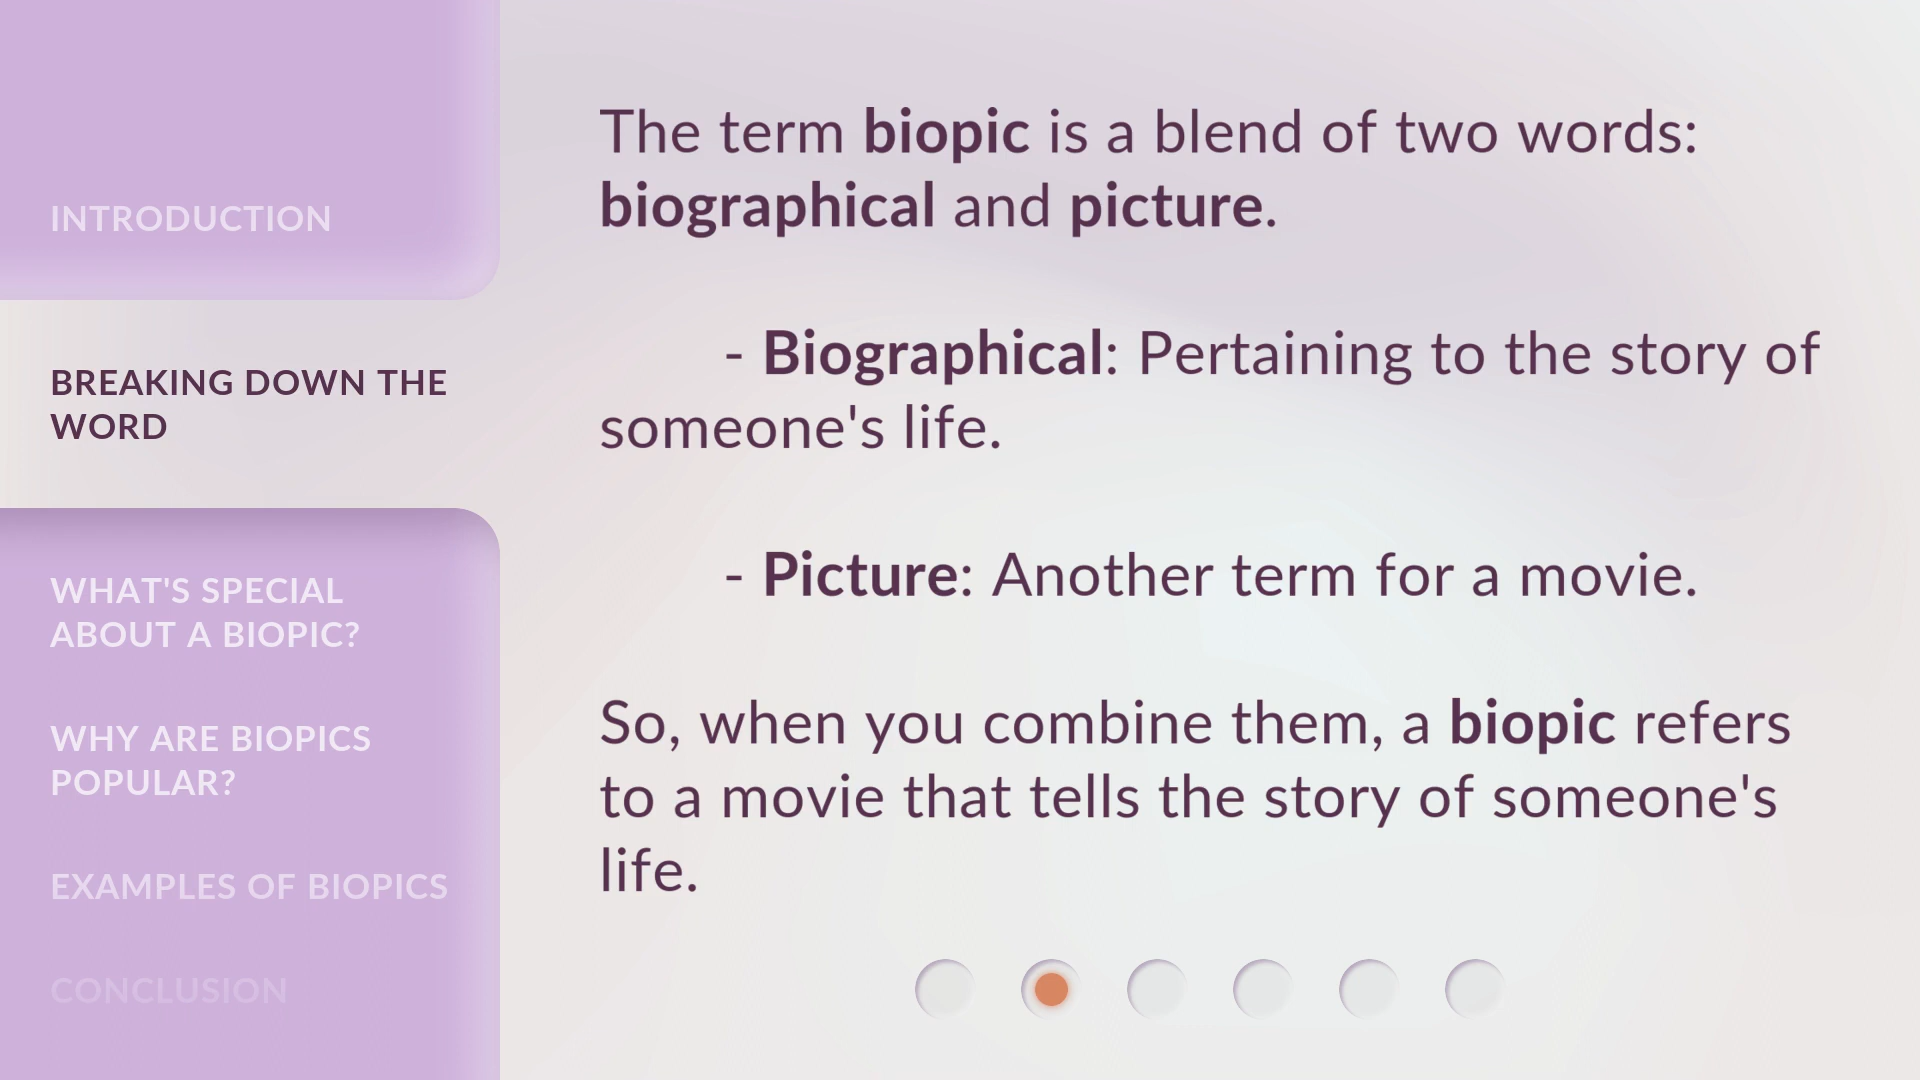 INTRODUCTION
BREAKING DOWN THE
WORD
WHAT'S SPECIAL
ABOUT A BIOPIC?
WHY ARE BIOPICS
POPULAR?
EXAMPLES OF BIOPICS
CONCLUSION
The term biopic is a blend of two words:
biographical and picture.
- Biographical: Pertaining to the story of
someone's life.
- Picture: Another term for a movie.
So, when you combine them, a biopic refers
to a movie that tells the story of someone's
life.